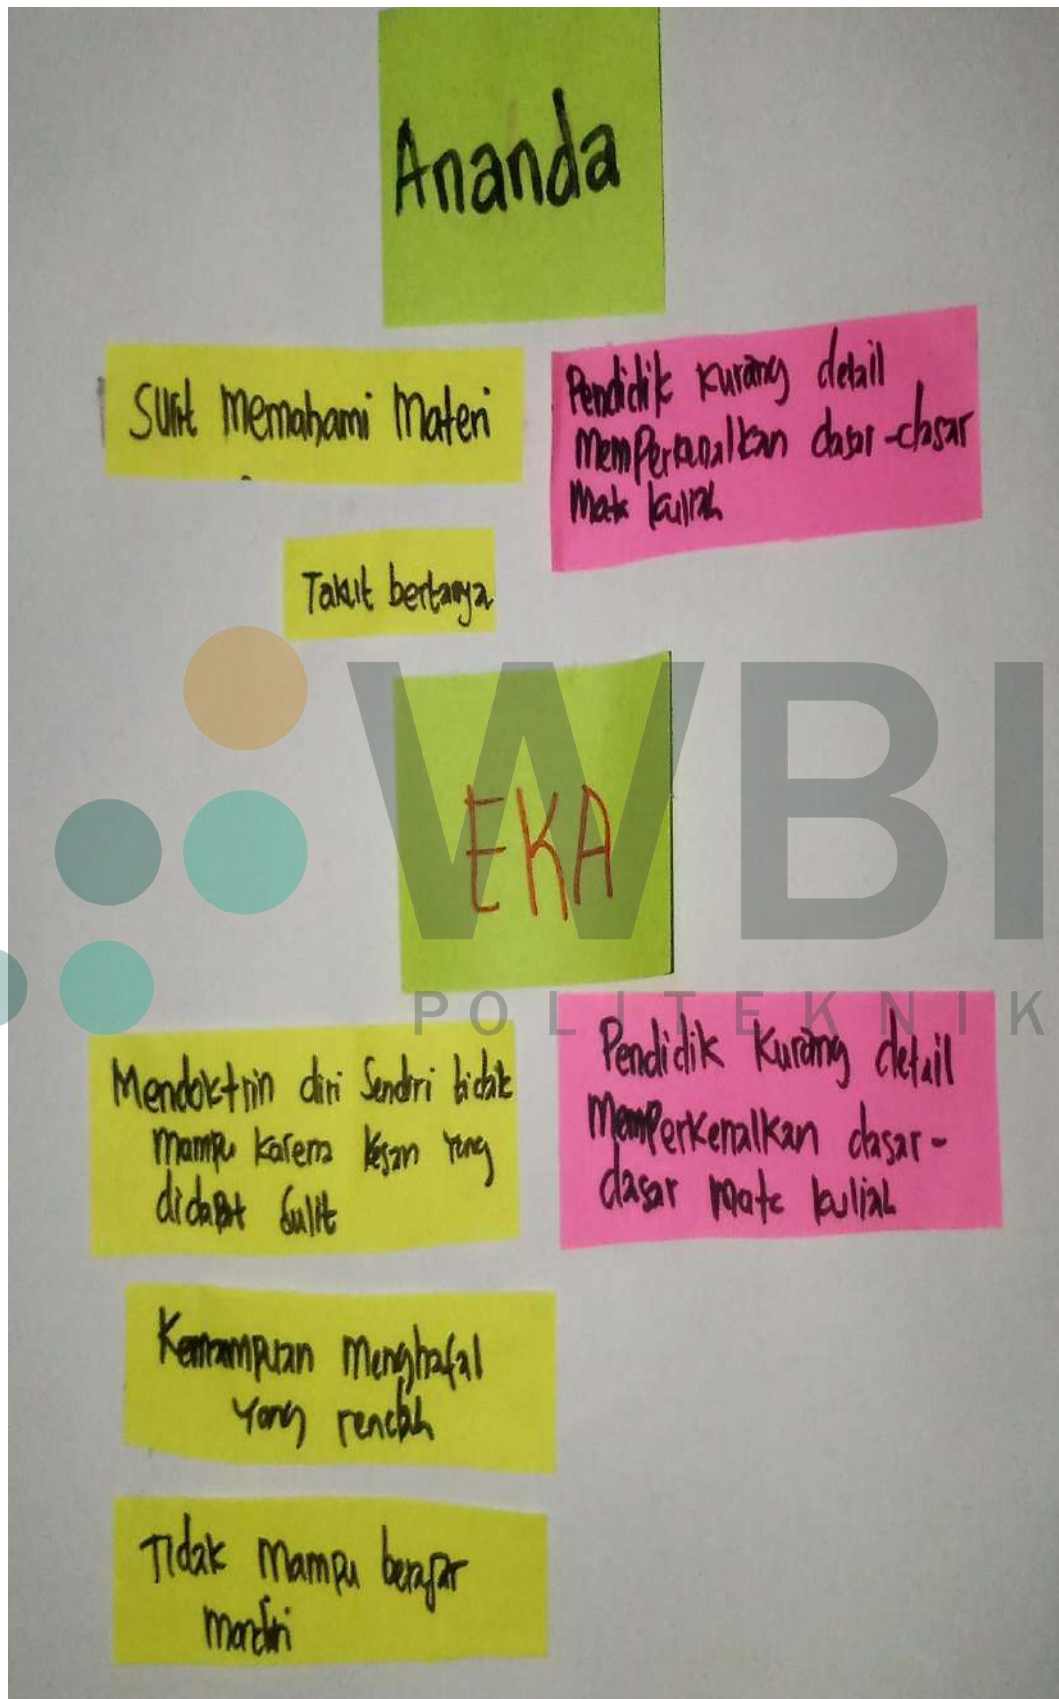 Ananda
Sulit Memahami Materi
Pendidik kurang detail
memperkenalkan dasar-dasar
Mata kuliah
Takut bertanya
WBI
POLITEKNIK
EKA
Mendoktrin diri Sendiri tidak
mampu karena kesan yang
didapat Sulit
Pendidik kurang detail
memperkenalkan dasar-
dasar mata kuliah
Kemampuan menghafal
yang rendah
Tidak Mampu berajar
mandiri